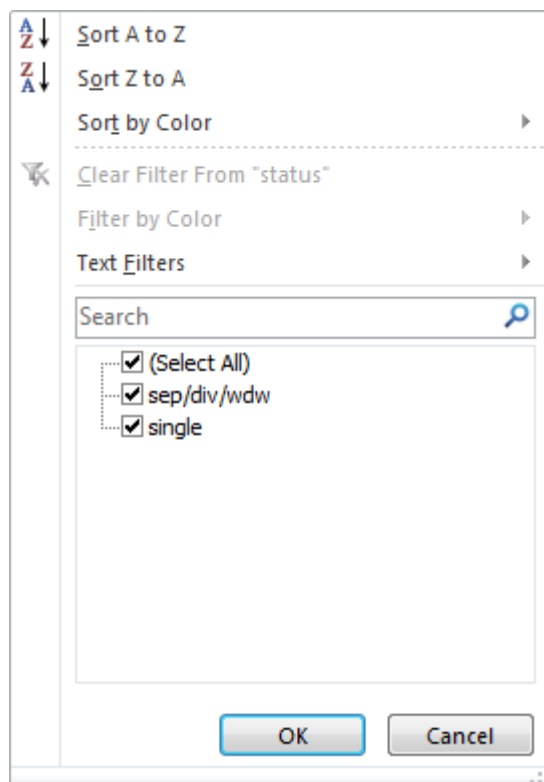 Sort A to Z
Sort Z to A
Sort by Color
Clear Filter From "status"
Filter by Color
Text Filters
Search
(Select All)
sep/div/wdw
single
OK Cancel